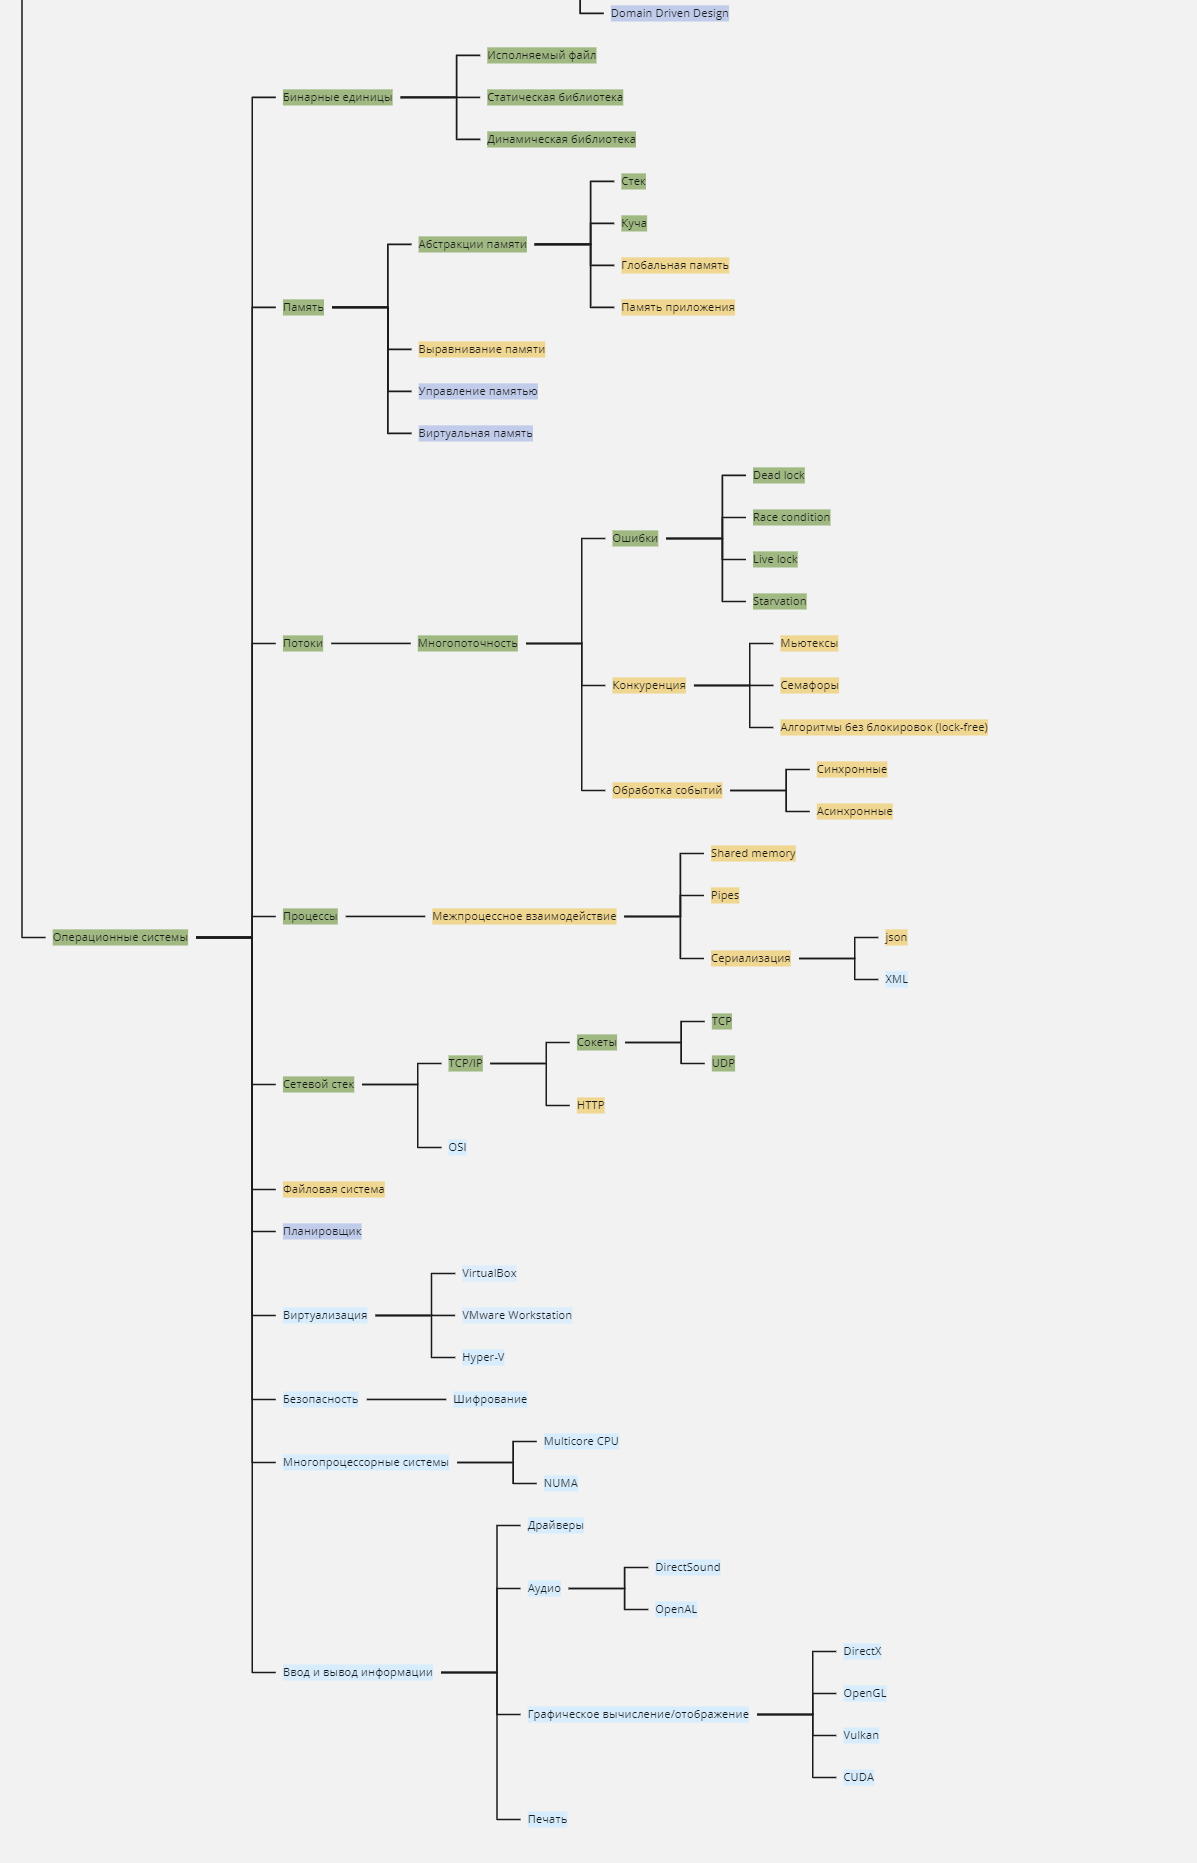 Domain Driven Design
Исполняемый файл
Бинарные единицы
Статическая библиотека
Динамическая библиотека
Стек
Куча
Абстракции памяти
Глобальная память
Память
Память приложения
Выравнивание памяти
Управление памятью
Виртуальная память
Dead lock
Race condition
Ошибки
Live lock
Starvation
Потоки
Многопоточность
Мьютексы
Конкуренция
Семафоры
Алгоритмы без блокировок (lock-free)
Синхронные
Обработка событий
Асинхронные
Shared memory
Pipes
Процессы
Межпроцессное взаимодействие
Операционные системы
json
Сериализация
XML
TCP
Сокеты
TCP/IP
UDP
Сетевой стек
HTTP
OSI
Файловая система
Планировщик
VirtualBox
Виртуализация
VMware Workstation
Hyper-V
Безопасность
Шифрование
Multicore CPU
Многопроцессорные системы
NUMA
Драйверы
DirectSound
Аудио
OpenAL
DirectX
Ввод и вывод информации
OpenGL
Графическое вычисление/отображение
Vulkan
CUDA
Печать